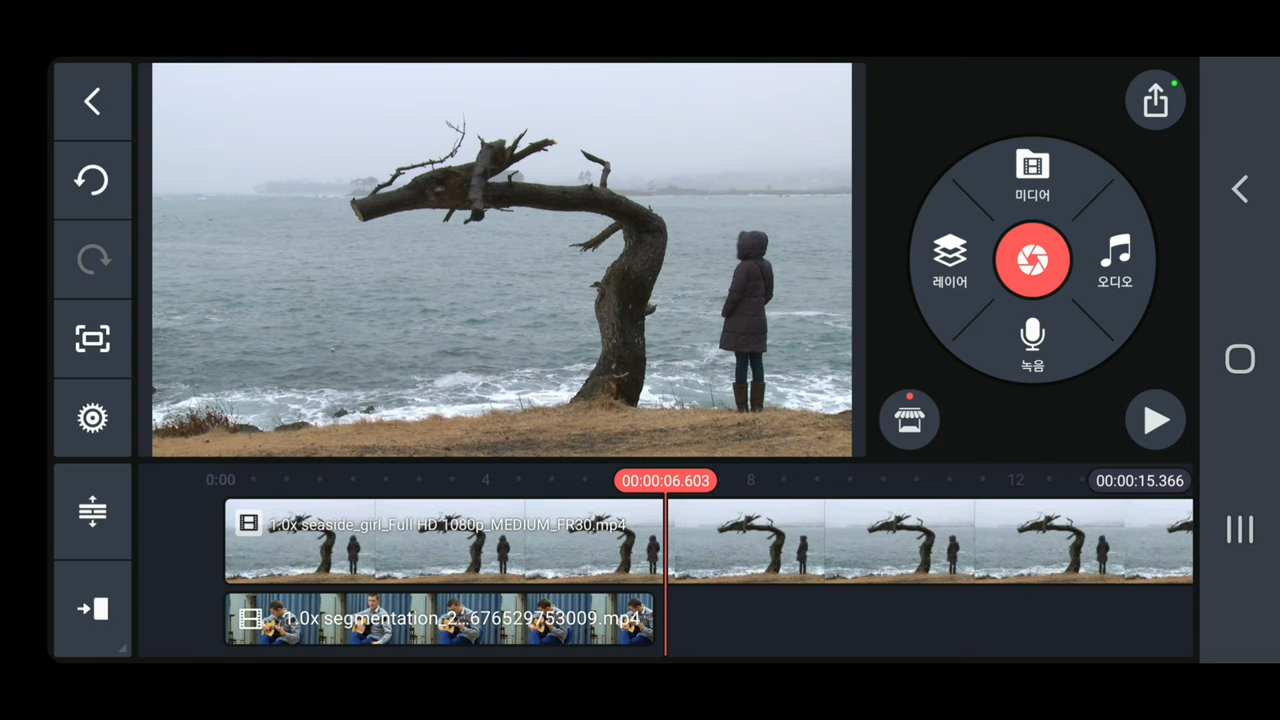 미디어
레이어
오디오
녹음
0:00
4
00:00:06.603
8
12
00:00:15.366
1.0x seaside_girl_Full HD 1080p_MEDIUM_FR30.mp4
1.0x segmentation_2...676529753009.mp4